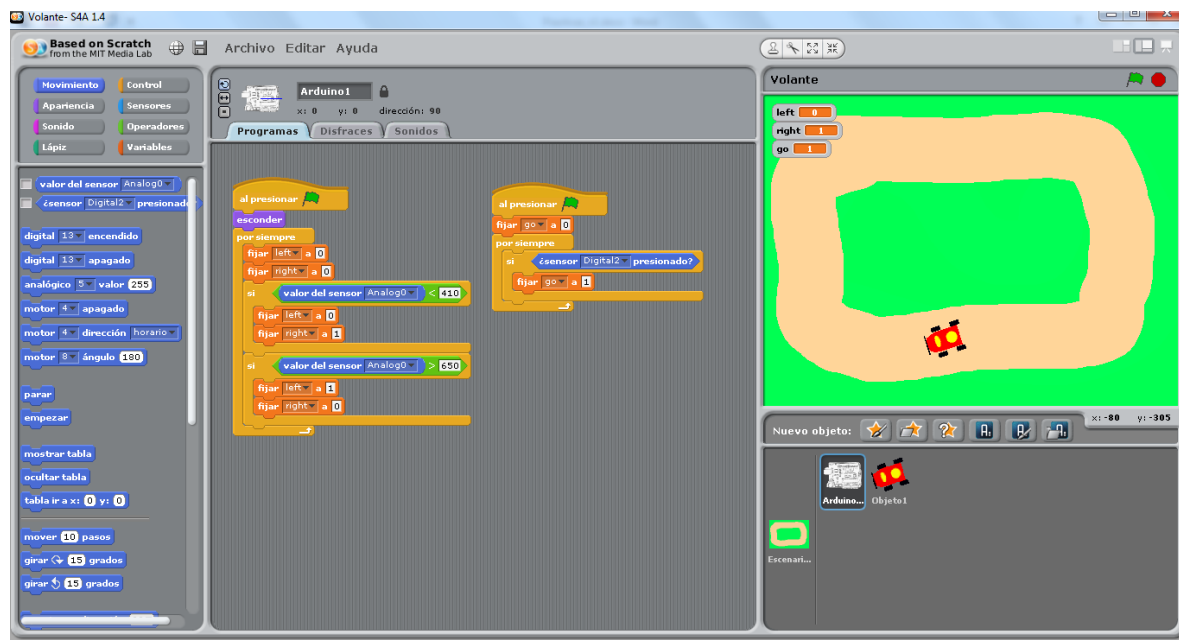 Volante- S4A 1.4
Based on Scratch
from the MIT Media Lab
Archivo Editar Ayuda
Movimiento Control
Apariencia Sensores
Sonido Operadores
Lápiz Variables
valor del sensor Analog0
¿sensor Digital2 presionado
digital 13 encendido
digital 13 apagado
analógico 5 valor 255
motor 4 apagado
motor 4 dirección horario
motor 8 ángulo 180
parar
empezar
mostrar tabla
ocultar tabla
tabla ir a x: 0 y: 0
mover 10 pasos
girar 15 grados
girar 15 grados
Arduino1
x: 0 y: 0 dirección: 90
Programas Disfraces Sonidos
al presionar
esconder
por siempre
fijar left a 0
fijar right a 0
si valor del sensor Analog0 < 410
fijar left a 0
fijar right a 1
si valor del sensor Analog0 > 650
fijar left a 1
fijar right a 0
al presionar
fijar go a 0
por siempre
si ¿sensor Digital2 presionado?
fijar go a 1
Volante
left 0
right 1
go 1
x: -80 y: -305
Nuevo objeto:
Arduino... Objeto1
Escenari...